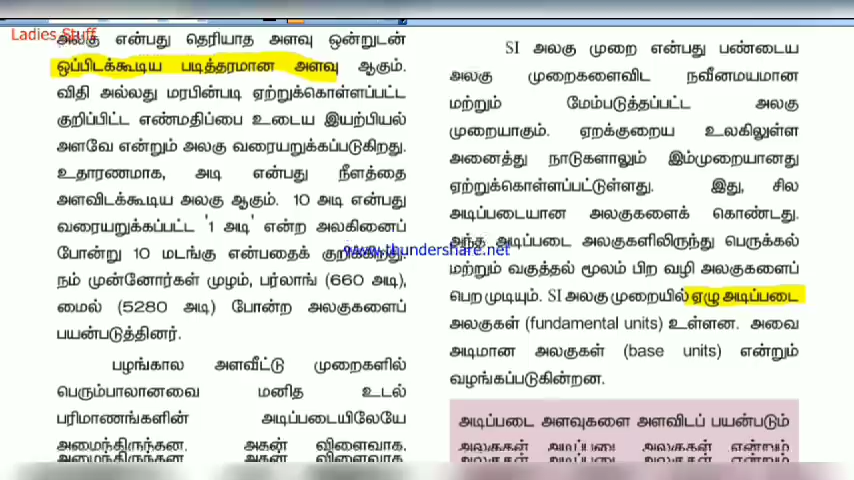 Ladies Stuff
அலகு என்பது தெரியாத அளவு ஒன்றுடன்
ஒப்பிடக்கூடிய படித்தரமான அளவு ஆகும்.
விதி அல்லது மரபின்படி ஏற்றுக்கொள்ளப்பட்ட
குறிப்பிட்ட எண்மதிப்பை உடைய இயற்பியல்
அளவே என்றும் அலகு வரையறுக்கப்படுகிறது.
உதாரணமாக, அடி என்பது நீளத்தை
அளவிடக்கூடிய அலகு ஆகும். 10 அடி என்பது
வரையறுக்கப்பட்ட '1 அடி' என்ற அலகினைப்
போன்று 10 மடங்கு என்பதைக் குறிக்கிறது.
நம் முன்னோர்கள் முழம், பர்லாங் (660 அடி),
மைல் (5280 அடி) போன்ற அலகுகளைப்
பயன்படுத்தினர்.
பழங்கால அளவீட்டு முறைகளில்
பெரும்பாலானவை மனித உடல்
பரிமாணங்களின் அடிப்படையிலேயே
அமைந்திருந்தன. அதன் விளைவாக,
SI அலகு முறை என்பது பண்டைய
அலகு முறைகளைவிட நவீனமயமான
மற்றும் மேம்படுத்தப்பட்ட அலகு
முறையாகும். ஏறக்குறைய உலகிலுள்ள
அனைத்து நாடுகளாலும் இம்முறையானது
ஏற்றுக்கொள்ளப்பட்டுள்ளது. இது, சில
அடிப்படையான அலகுகளைக் கொண்டது.
அந்த அடிப்படை அலகுகளிலிருந்து பெருக்கல்
மற்றும் வகுத்தல் மூலம் பிற வழி அலகுகளைப்
பெற முடியும். SI அலகு முறையில் ஏழு அடிப்படை
அலகுகள் (fundamental units) உள்ளன. அவை
அடிமான அலகுகள் (base units) என்றும்
வழங்கப்படுகின்றன.
அடிப்படை அளவுகளை அளவிடப் பயன்படும்
அலகுகள் அடிப்படை அலகுகள் என்றும்
www.thundershare.net